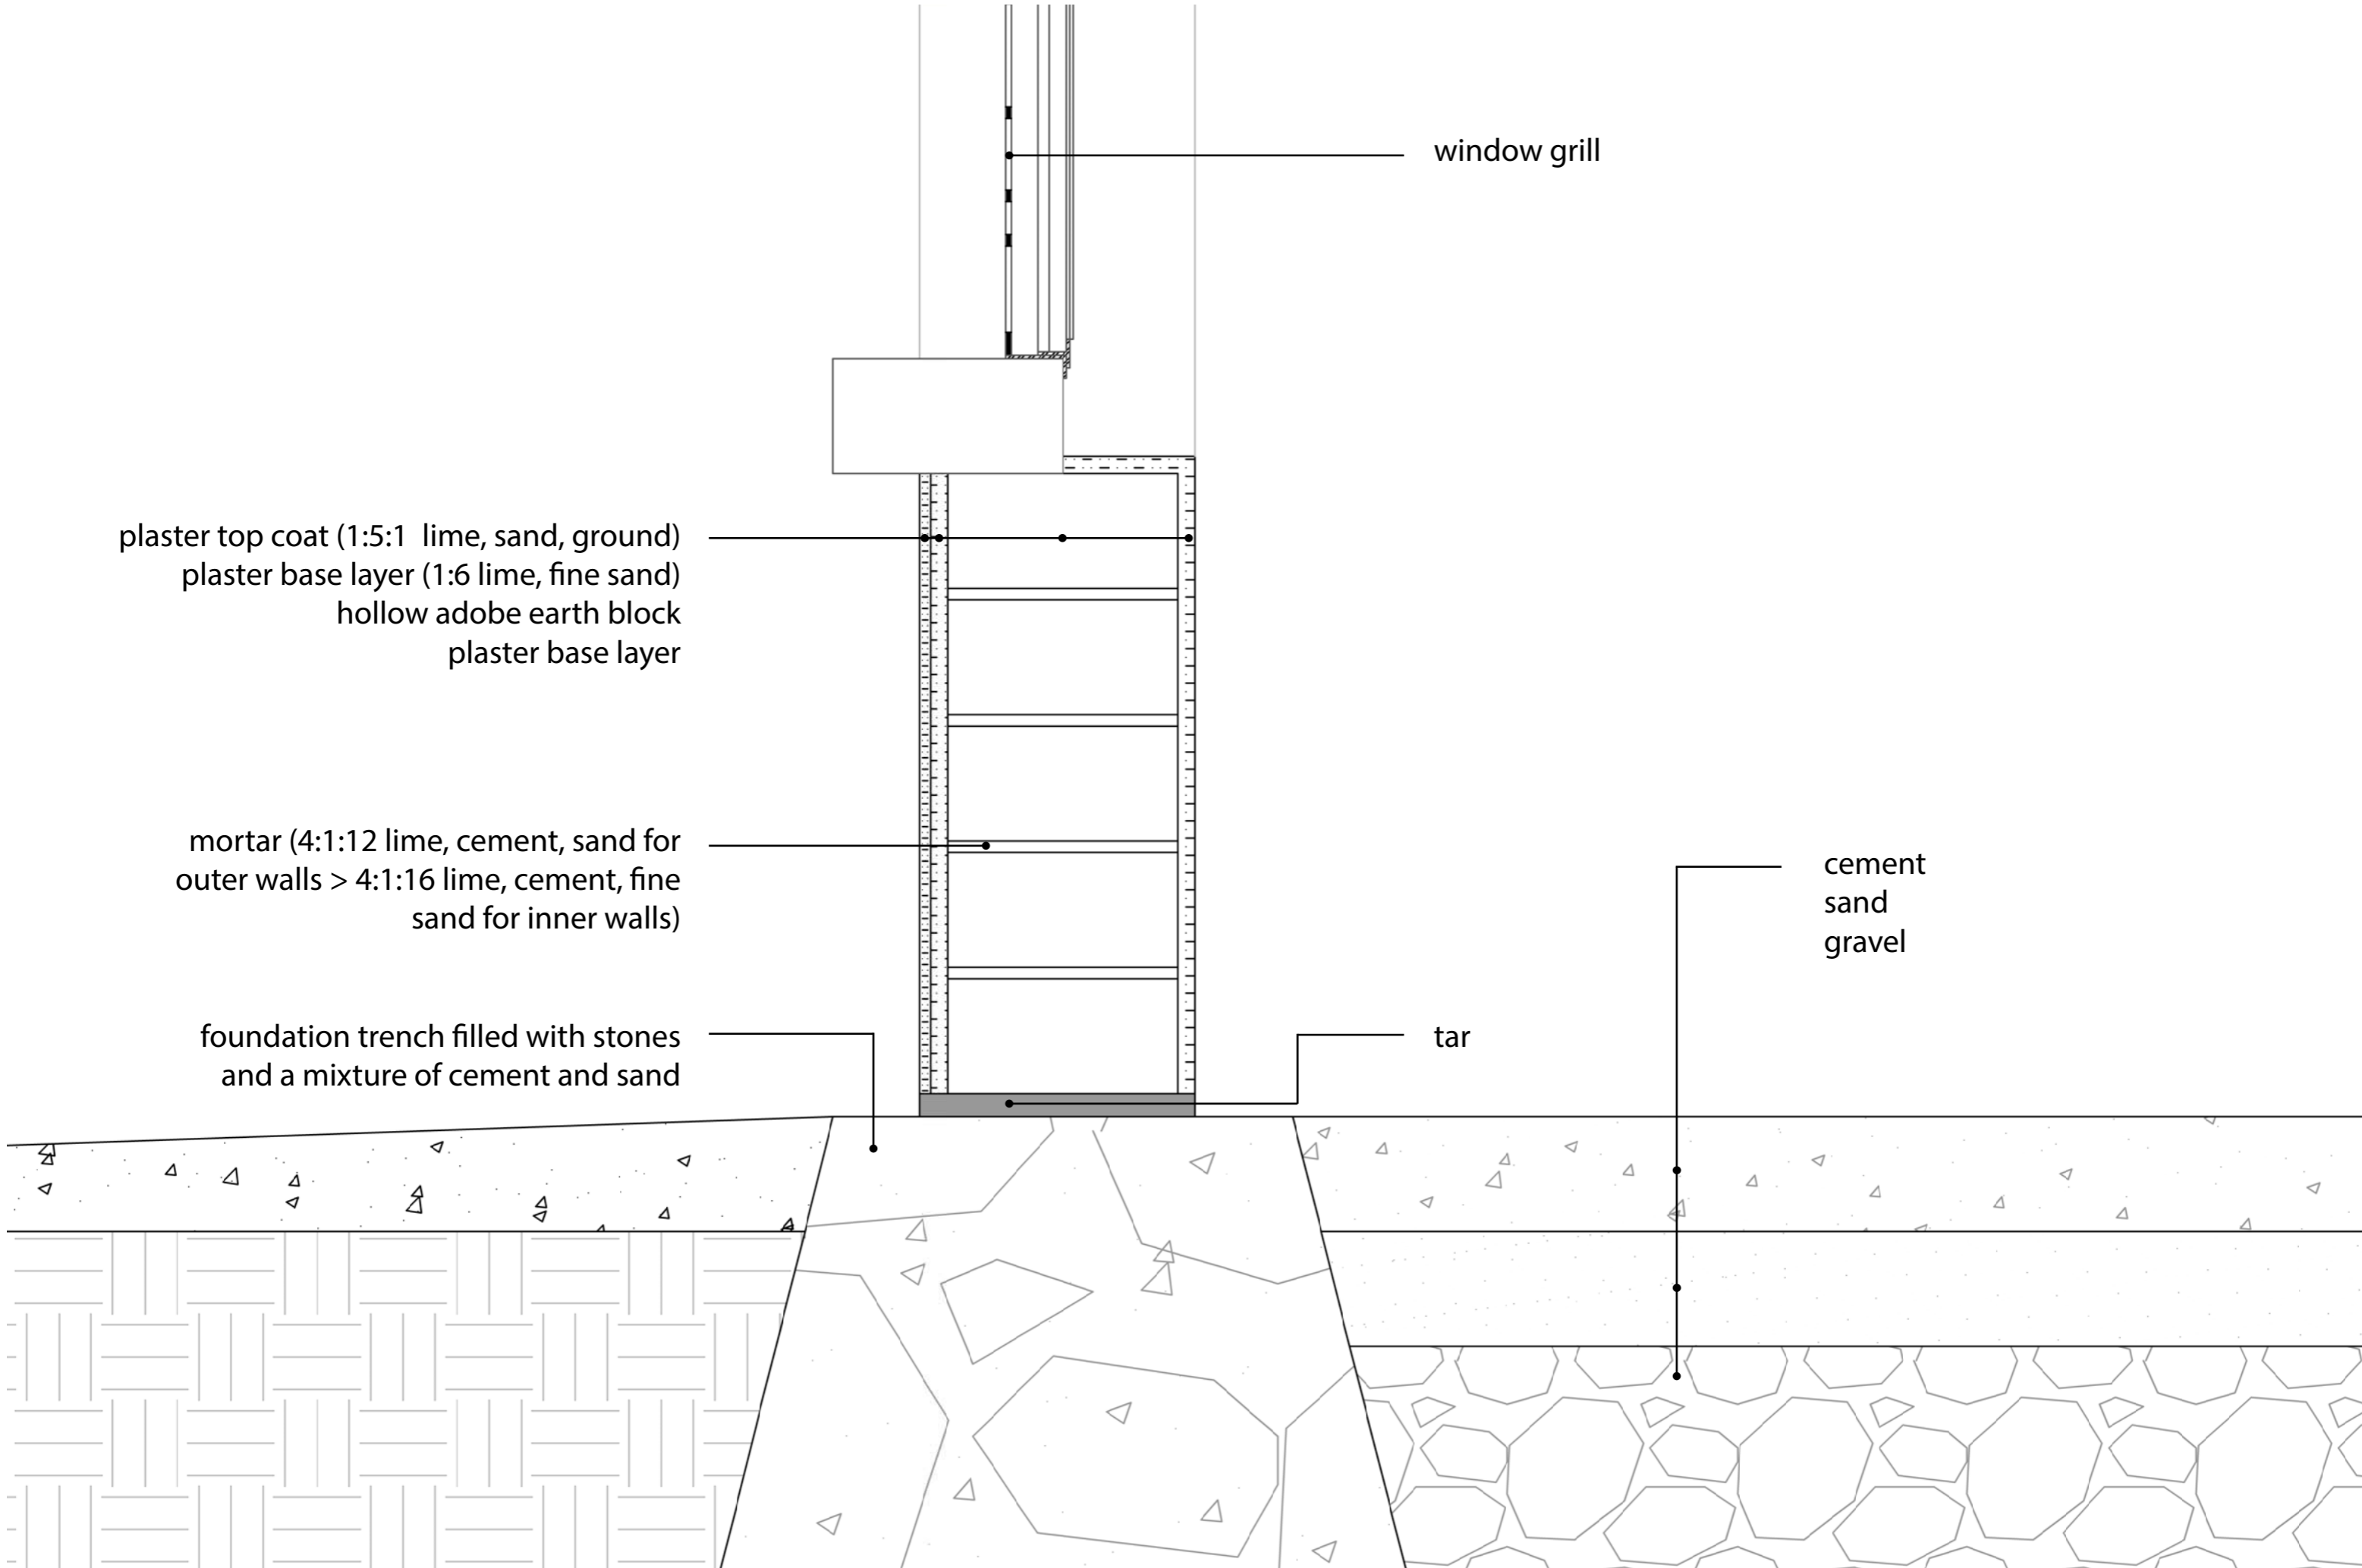 window grill
plaster top coat (1:5:1  lime, sand, ground)
plaster base layer (1:6 lime, fine sand)
hollow adobe earth block
plaster base layer
mortar (4:1:12 lime, cement, sand for
outer walls > 4:1:16 lime, cement, fine
sand for inner walls)
cement
sand
gravel
foundation trench filled with stones
and a mixture of cement and sand
tar